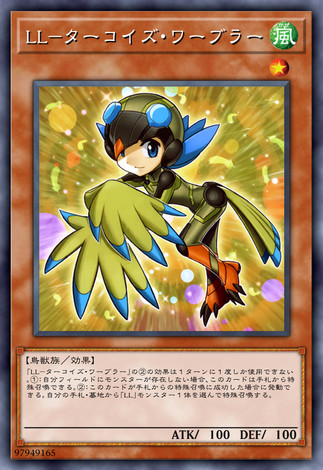 LL－ターコイズ・ワーブラー
風
【鳥獣族／効果】
「LL－ターコイズ・ワーブラー」の②の効果は１ターンに１度しか使用できない。
①：自分フィールドにモンスターが存在しない場合、このカードは手札から特
殊召喚できる。②：このカードが手札からの特殊召喚に成功した場合に発動で
きる。自分の手札・墓地から「LL」モンスター１体を選んで特殊召喚する。
ATK/ 100 DEF/ 100
97949165